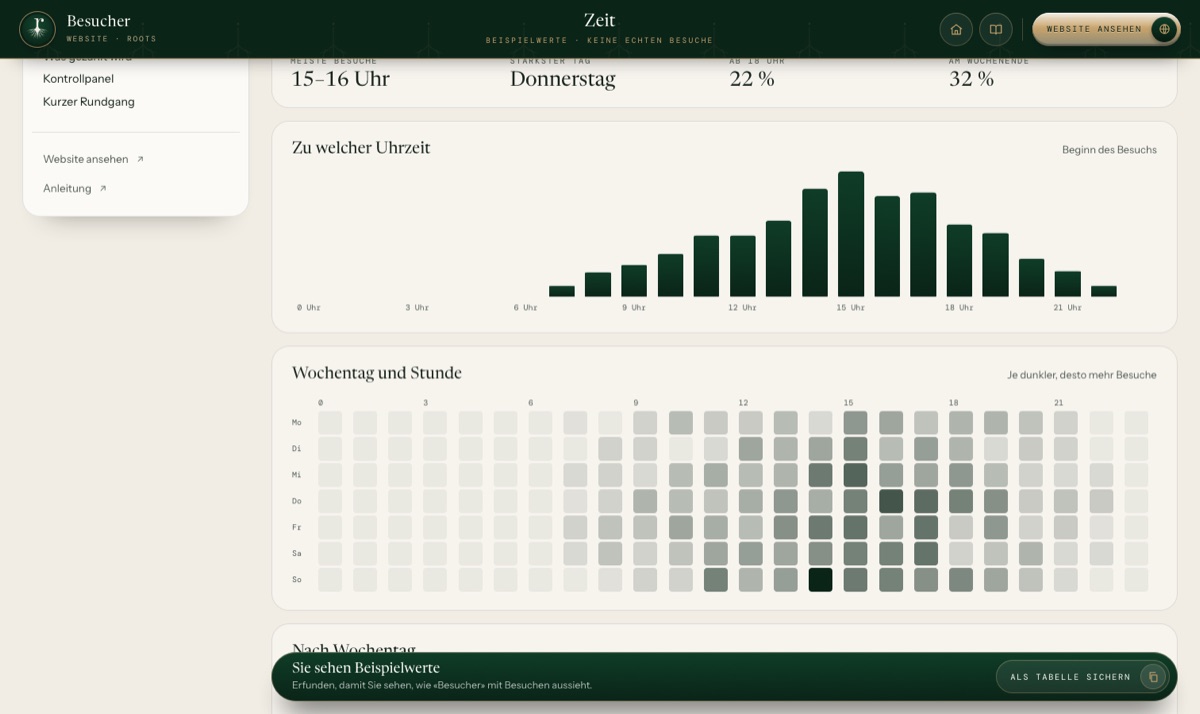 Besucher
WEBSITE · ROOTS
Zeit
BEISPIELWERTE · KEINE ECHTEN BESUCHE
WEBSITE ANSEHEN
Was gezählt wird
Kontrollpanel
Kurzer Rundgang
Website ansehen ↗
Anleitung ↗
MEISTE BESUCHE
15–16 Uhr
STÄRKSTER TAG
Donnerstag
AB 18 UHR
22 %
AM WOCHENENDE
32 %
Zu welcher Uhrzeit
Beginn des Besuchs
0 Uhr 3 Uhr 6 Uhr 9 Uhr 12 Uhr 15 Uhr 18 Uhr 21 Uhr
Wochentag und Stunde
Je dunkler, desto mehr Besuche
0 3 6 9 12 15 18 21
Mo
Di
Mi
Do
Fr
Sa
So
Nach Wochentag
Sie sehen Beispielwerte
Erfunden, damit Sie sehen, wie «Besucher» mit Besuchen aussieht.
ALS TABELLE SICHERN